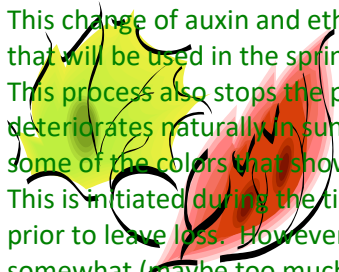 This change of auxin and eth
that will be used in the sprin
This process also stops the p
deteriorates naturally in sun
some of the colors that show
This is initiated during the ti
prior to leave loss. However
somewhat (maybe too much